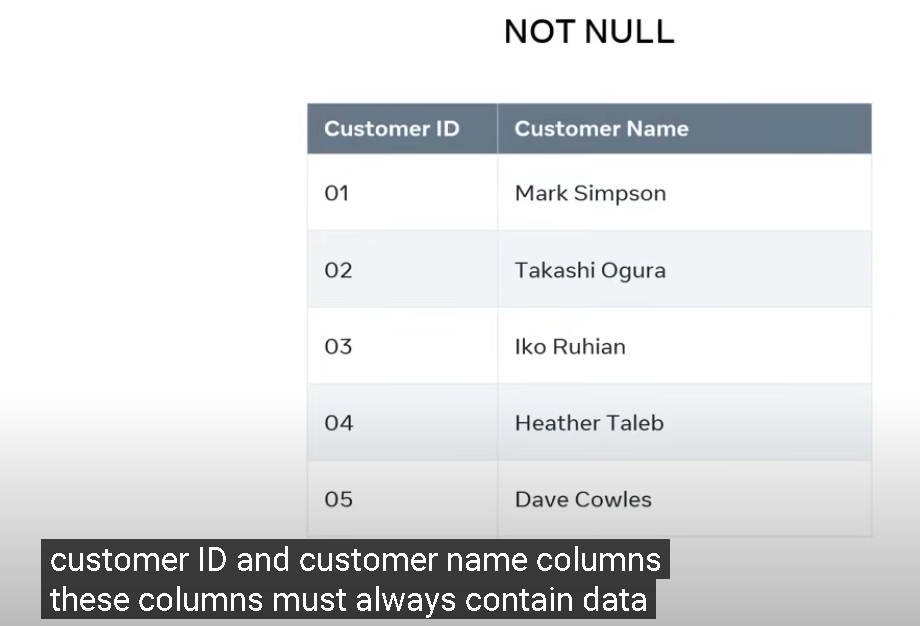 NOT NULL
Customer ID Customer Name
01 Mark Simpson
02 Takashi Ogura
03 Iko Ruhian
04 Heather Taleb
05 Dave Cowles
customer ID and customer name columns
these columns must always contain data